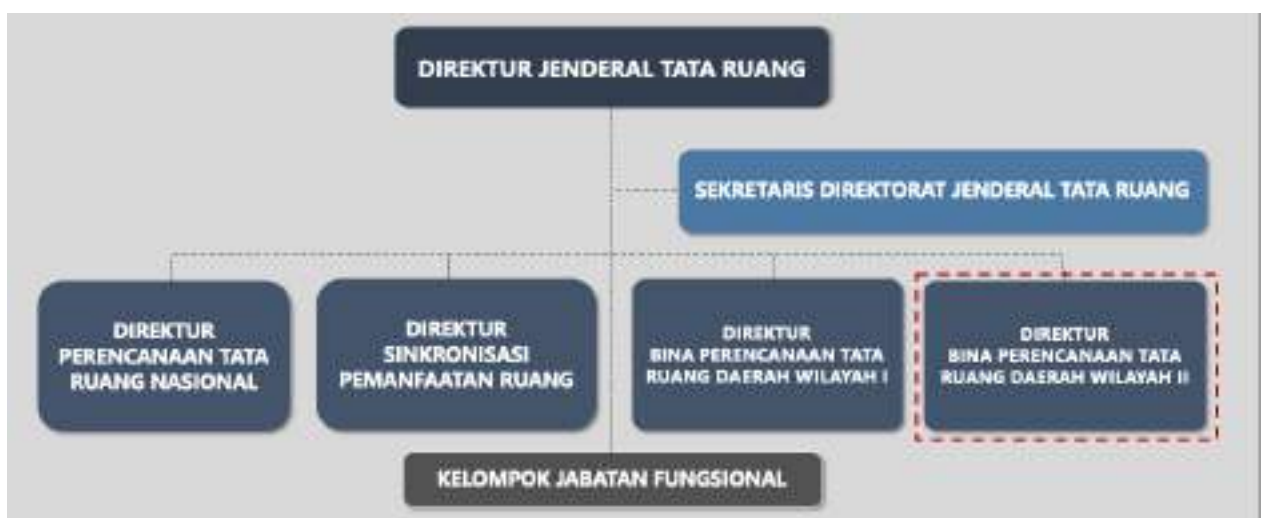 DIREKTUR JENDERAL TATA RUANG
SEKRETARIS DIREKTORAT JENDERAL TATA RUANG
DIREKTUR
PERENCANAAN TATA
RUANG NASIONAL
DIREKTUR
SINKRONISASI
PEMANFAATAN RUANG
DIREKTUR
BINA PERENCANAAN TATA
RUANG DAERAH WILAYAH I
DIREKTUR
BINA PERENCANAAN TATA
RUANG DAERAH WILAYAH II
KELOMPOK JABATAN FUNGSIONAL